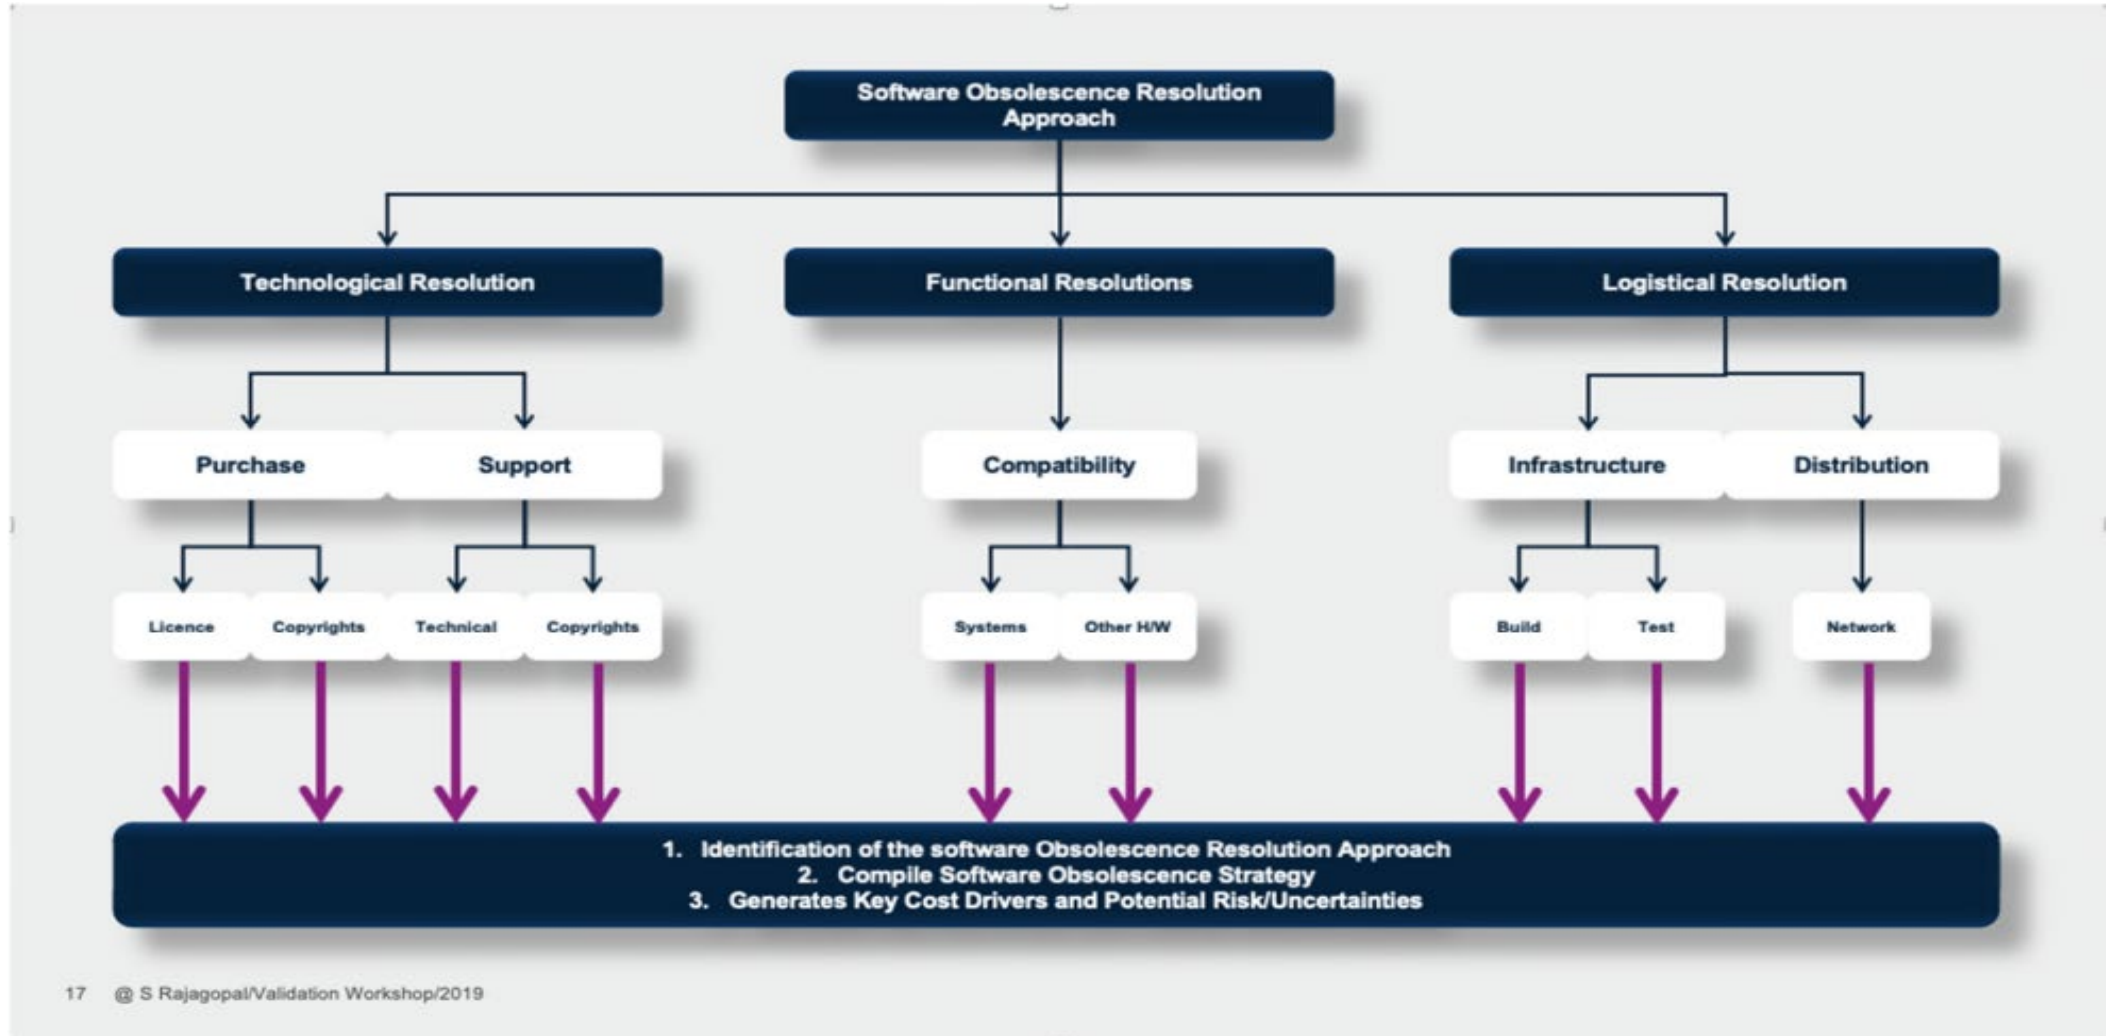 Software Obsolescence Resolution
Approach
Technological Resolution
Functional Resolutions
Logistical Resolution
Purchase
Support
Compatibility
Infrastructure
Distribution
Licence
Copyrights
Technical
Copyrights
Systems
Other H/W
Build
Test
Network
1. Identification of the software Obsolescence Resolution Approach
2. Compile Software Obsolescence Strategy
3. Generates Key Cost Drivers and Potential Risk/Uncertainties
17 @ S Rajagopal/Validation Workshop/2019